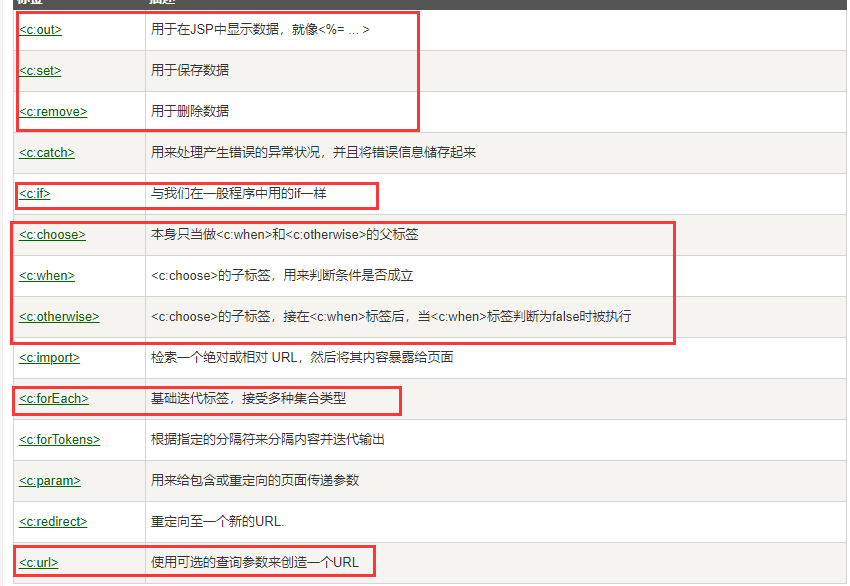 标签 描述
<c:out> 用于在JSP中显示数据，就像<%= ... >
<c:set> 用于保存数据
<c:remove> 用于删除数据
<c:catch> 用来处理产生错误的异常状况，并且将错误信息储存起来
<c:if> 与我们在一般程序中用的if一样
<c:choose> 本身只当做<c:when>和<c:otherwise>的父标签
<c:when> <c:choose>的子标签，用来判断条件是否成立
<c:otherwise> <c:choose>的子标签，接在<c:when>标签后，当<c:when>标签判断为false时被执行
<c:import> 检索一个绝对或相对 URL，然后将其内容暴露给页面
<c:forEach> 基础迭代标签，接受多种集合类型
<c:forTokens> 根据指定的分隔符来分隔内容并迭代输出
<c:param> 用来给包含或重定向的页面传递参数
<c:redirect> 重定向至一个新的URL.
<c:url> 使用可选的查询参数来创造一个URL